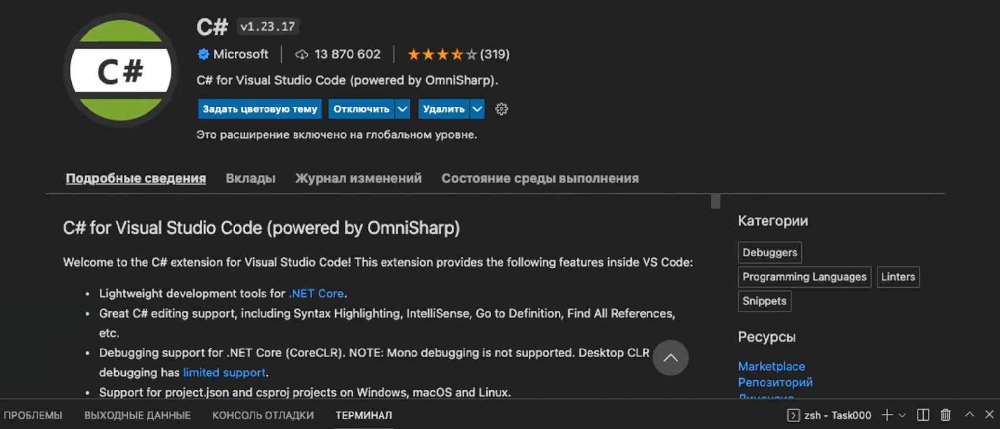 C# v1.23.17
C#
Microsoft 13 870 602 (319)
C# for Visual Studio Code (powered by OmniSharp).
Задать цветовую тему Отключить Удалить
Это расширение включено на глобальном уровне.
Подробные сведения Вклады Журнал изменений Состояние среды выполнения
C# for Visual Studio Code (powered by OmniSharp)
Welcome to the C# extension for Visual Studio Code! This extension provides the following features inside VS Code:
• Lightweight development tools for .NET Core.
• Great C# editing support, including Syntax Highlighting, IntelliSense, Go to Definition, Find All References,
etc.
• Debugging support for .NET Core (CoreCLR). NOTE: Mono debugging is not supported. Desktop CLR
debugging has limited support.
• Support for project.json and csproj projects on Windows, macOS and Linux.
Категории
Debuggers
Programming Languages Linters
Snippets
Ресурсы
Marketplace
Репозиторий
Лицензия
ПРОБЛЕМЫ ВЫХОДНЫЕ ДАННЫЕ КОНСОЛЬ ОТЛАДКИ ТЕРМИНАЛ zsh - Task000